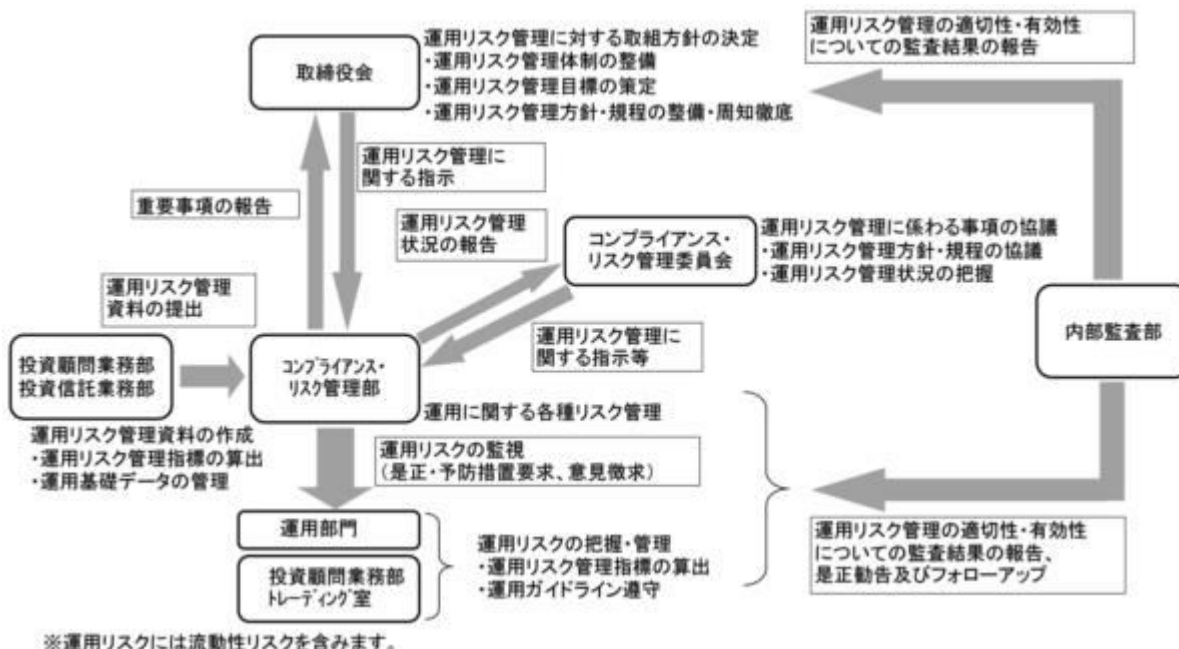 運用リスク管理に対する取組方針の決定
・運用リスク管理体制の整備
・運用リスク管理目標の策定
・運用リスク管理方針・規程の整備・周知徹底
取締役会
運用リスク管理の適切性・有効性
についての監査結果の報告
運用リスク管理に
関する指示
重要事項の報告
運用リスク管理
状況の報告
コンプライアンス・
リスク管理委員会
運用リスク管理に係わる事項の協議
・運用リスク管理方針・規程の協議
・運用リスク管理状況の把握
運用リスク管理
資料の提出
運用リスク管理に
関する指示等
内部監査部
投資顧問業務部
投資信託業務部
コンプライアンス・
リスク管理部
運用に関する各種リスク管理
運用リスク管理資料の作成
・運用リスク管理指標の算出
・運用基礎データの管理
運用リスクの監視
(是正・予防措置要求、意見徴求)
運用部門
投資顧問業務部
トレーディング室
運用リスクの把握・管理
・運用リスク管理指標の算出
・運用ガイドライン遵守
運用リスク管理の適切性・有効性
についての監査結果の報告、
是正勧告及びフォローアップ
※運用リスクには流動性リスクを含みます。